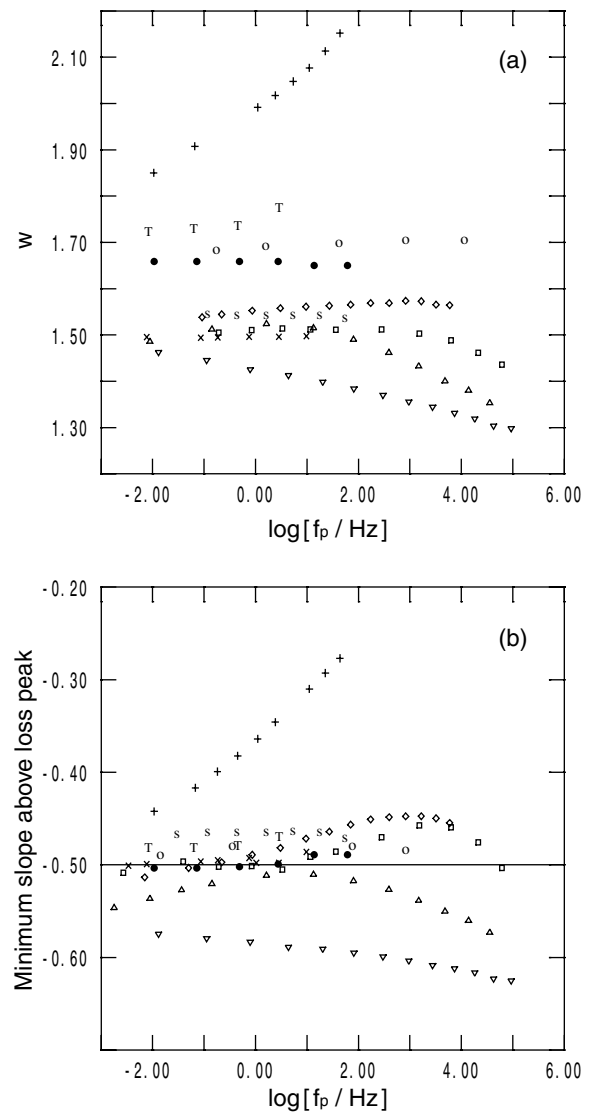 2.10
(a)
1.90
w
1.70
1.50
1.30
-2.00 0.00 2.00 4.00 6.00
log[fp / Hz]
-0.20
(b)
-0.30
Minimum slope above loss peak
-0.40
-0.50
-0.60
-2.00 0.00 2.00 4.00 6.00
log[fp / Hz]